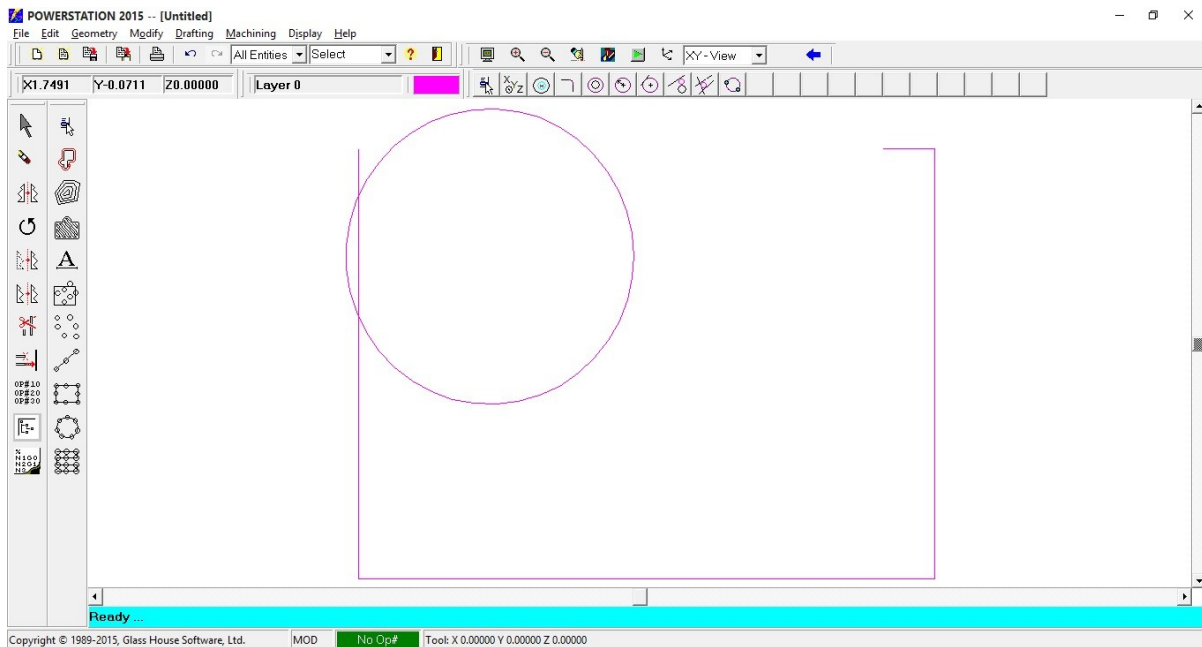 POWERSTATION 2015 -- [Untitled]
File Edit Geometry Modify Drafting Machining Display Help
All Entities Select ? XY-View
X1.7491 Y-0.0711 Z0.00000 Layer 0 X Y Z
A
OP#10
OP#20
OP#30
%
N100
Ready ...
Copyright © 1989-2015, Glass House Software, Ltd. MOD No Op# Tool: X 0.00000 Y 0.00000 Z 0.00000